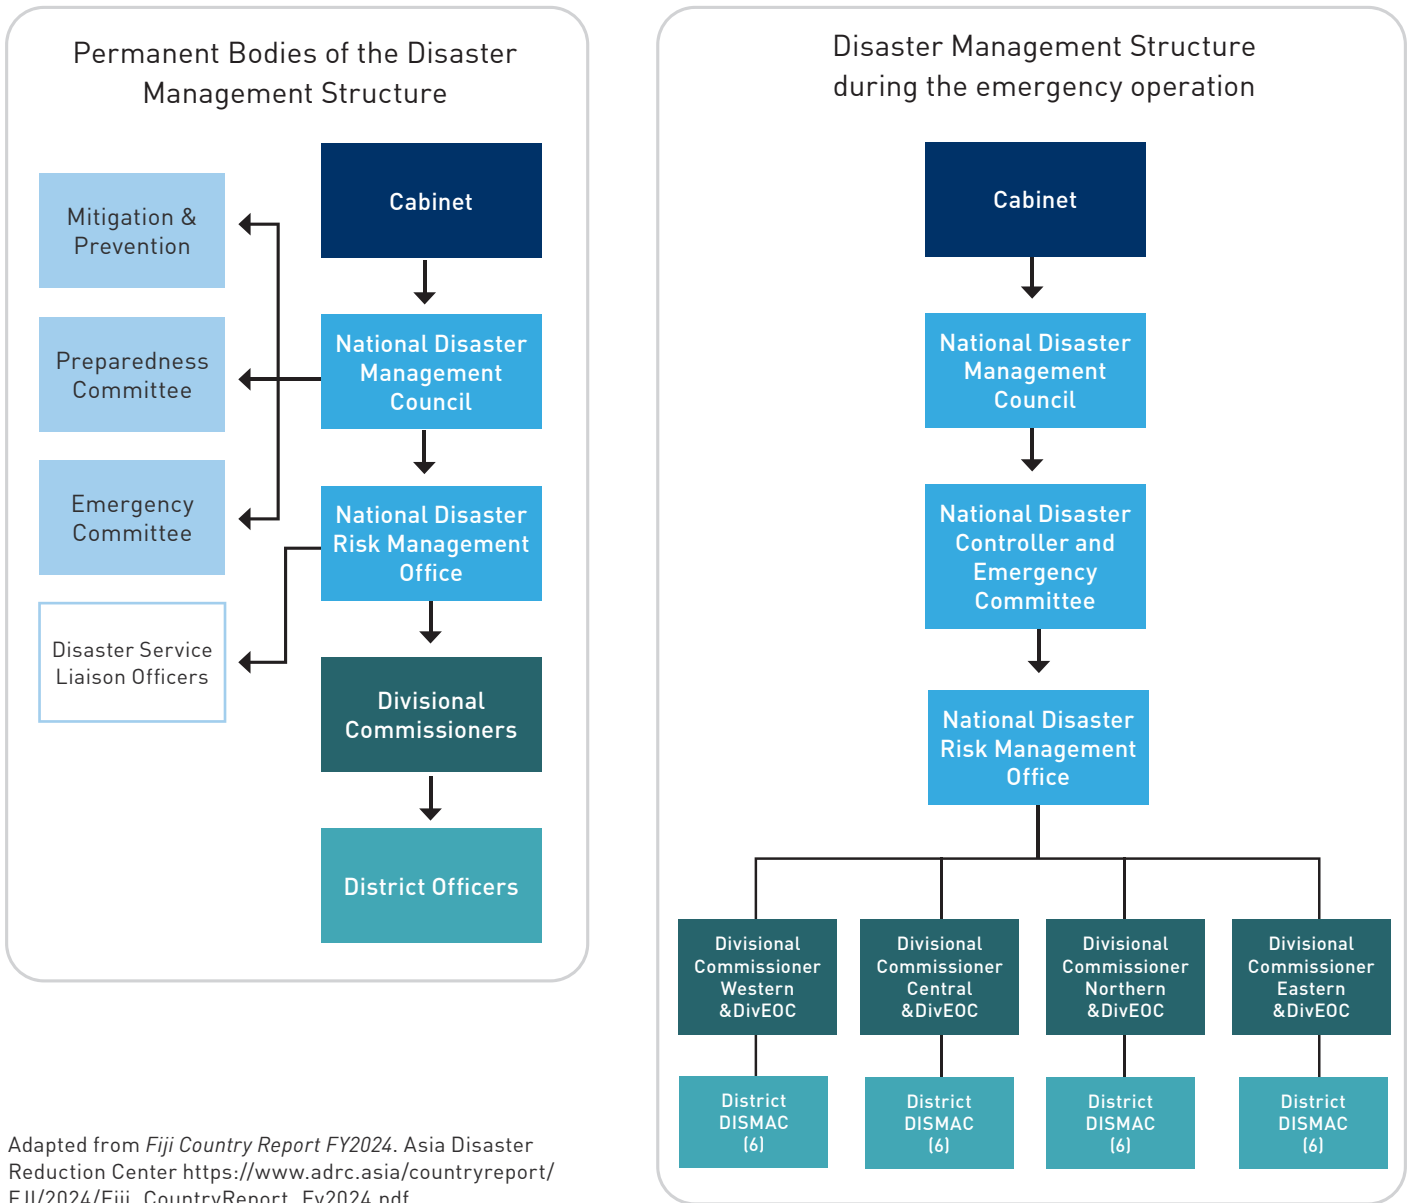 Permanent Bodies of the Disaster
Management Structure
Cabinet
Mitigation &
Prevention
National Disaster
Management
Council
Preparedness
Committee
Emergency
Committee
National Disaster
Risk Management
Office
Disaster Service
Liaison Officers
Divisional
Commissioners
District Officers
Adapted from Fiji Country Report FY2024. Asia Disaster
Reduction Center https://www.adrc.asia/countryreport/
FJI/2024/Fiji_CountryReport_Fy2024.pdf
Disaster Management Structure
during the emergency operation
Cabinet
National Disaster
Management
Council
National Disaster
Controller and
Emergency
Committee
National Disaster
Risk Management
Office
Divisional
Commissioner
Western
&DivEOC
Divisional
Commissioner
Central
&DivEOC
Divisional
Commissioner
Northern
&DivEOC
Divisional
Commissioner
Eastern
&DivEOC
District
DISMAC
(6)
District
DISMAC
(6)
District
DISMAC
(6)
District
DISMAC
(6)